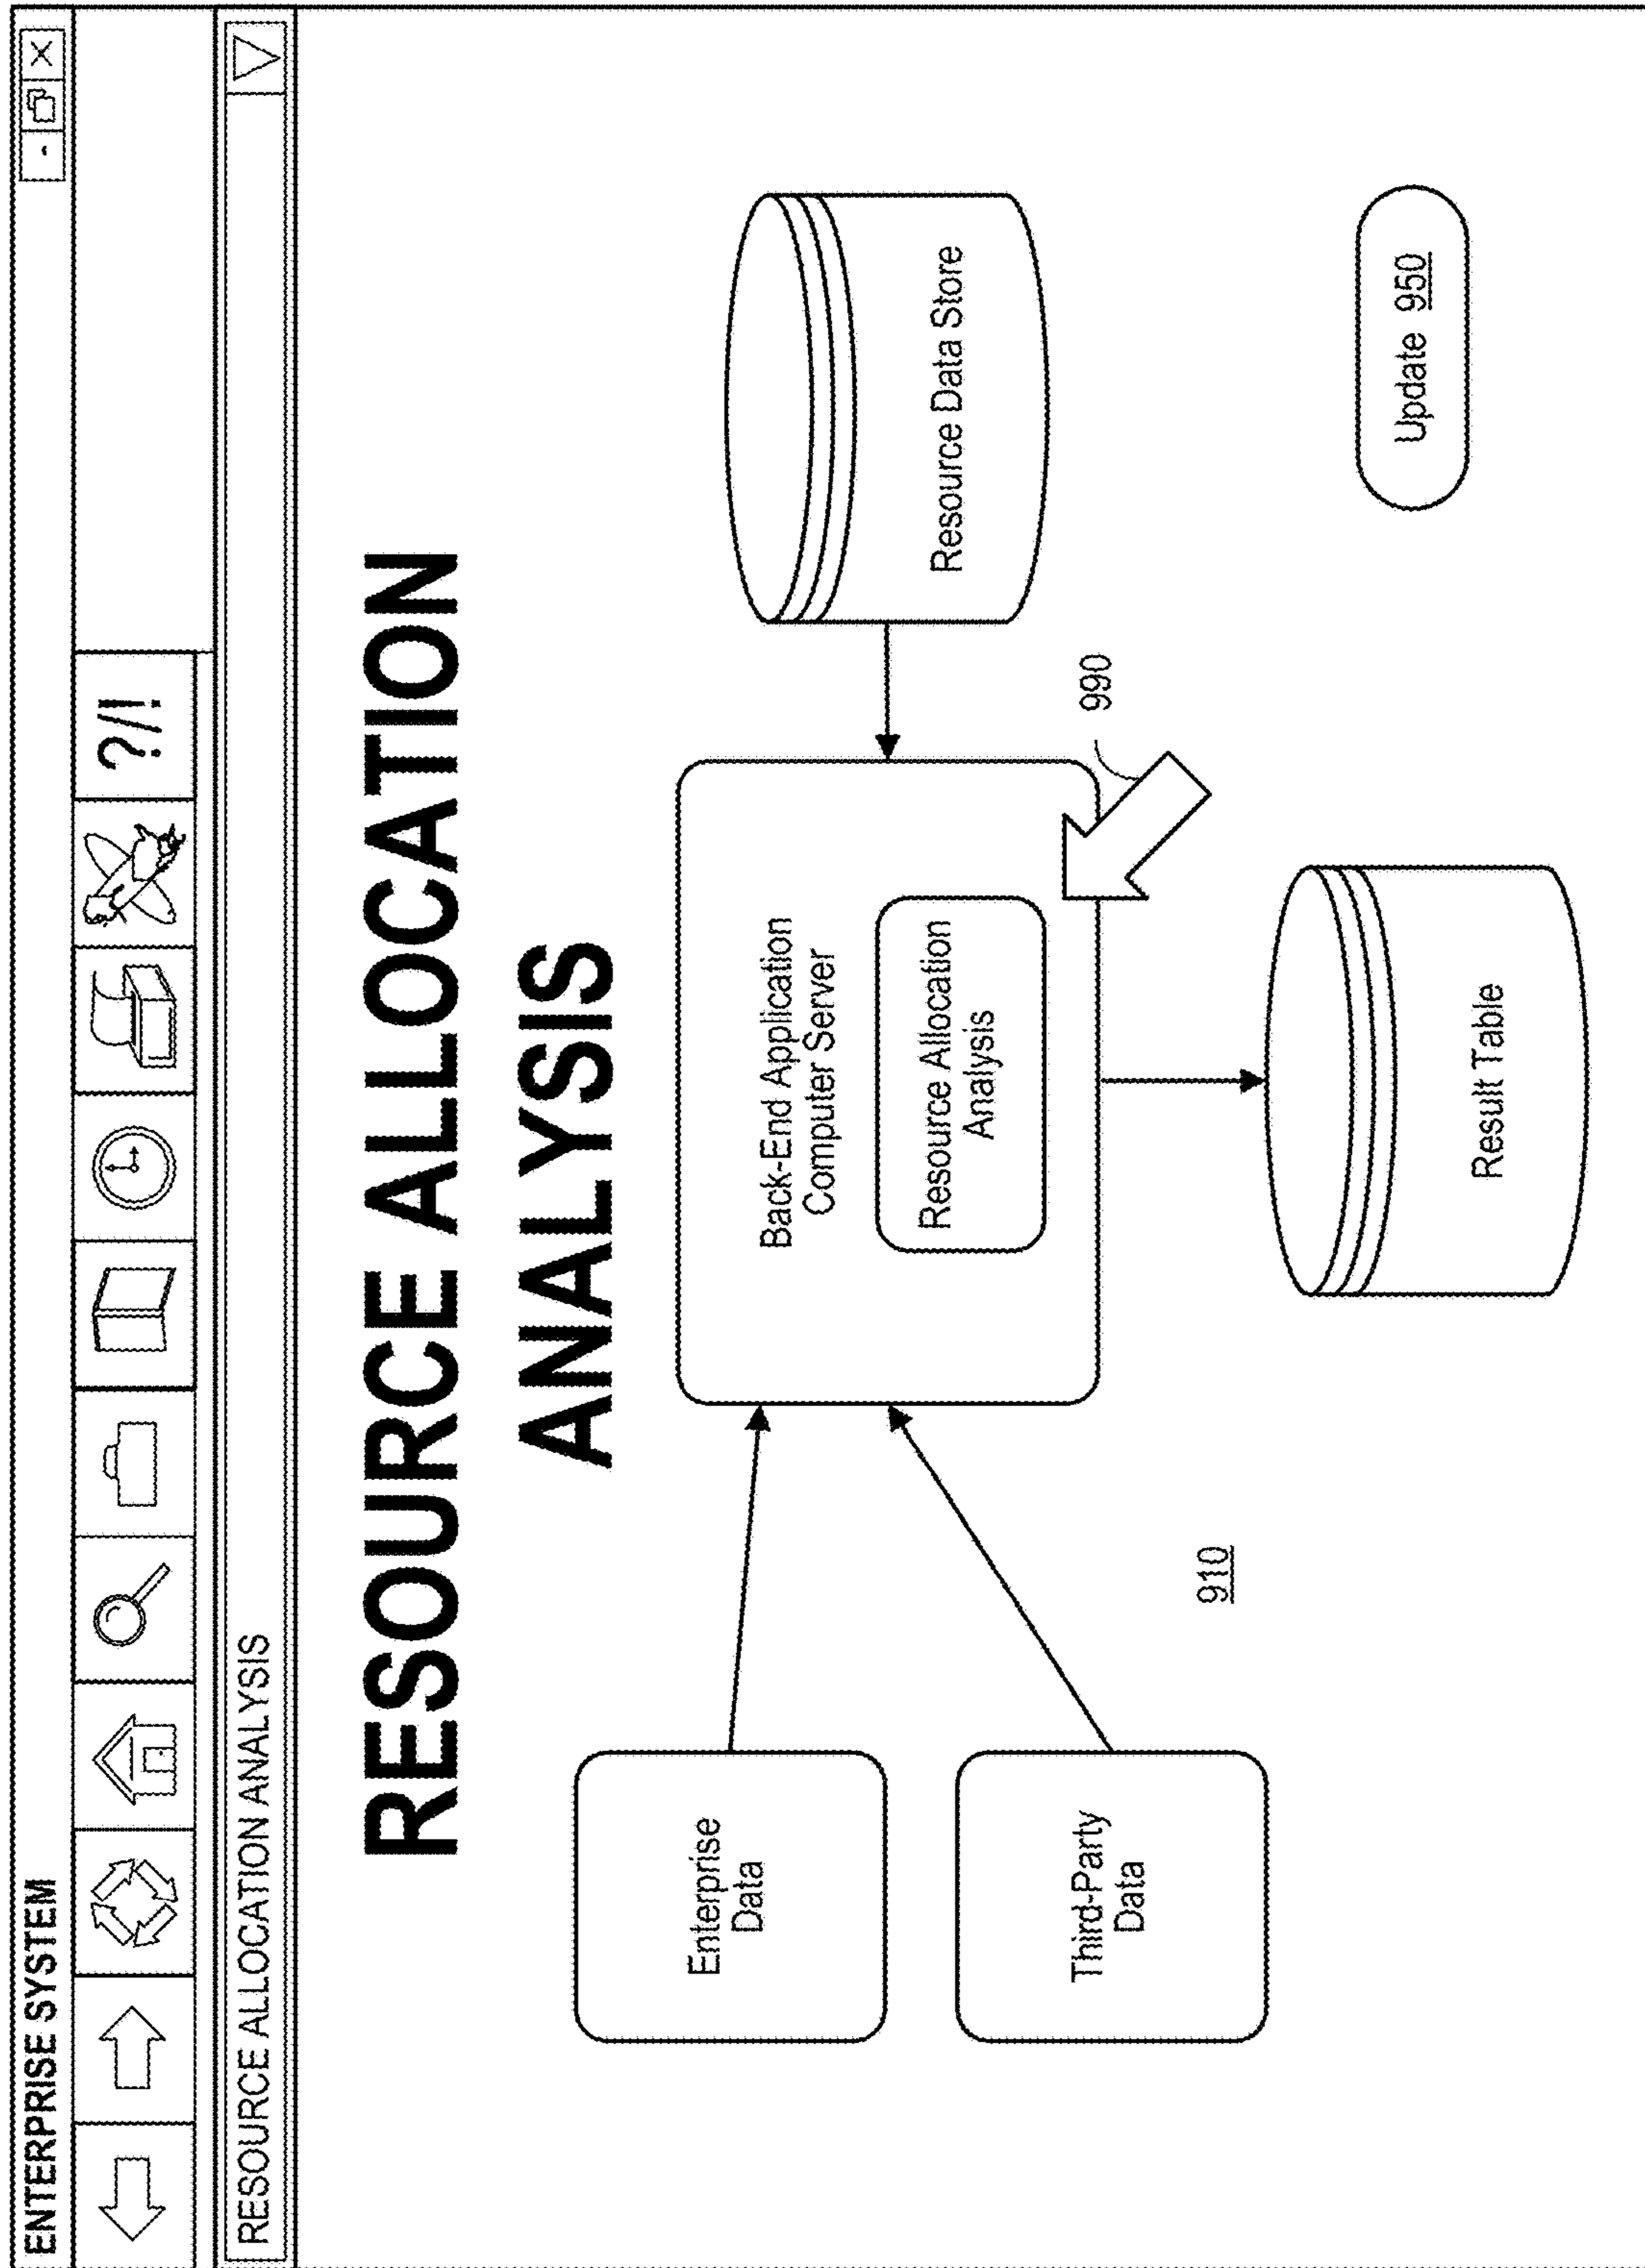 ENTERPRISE SYSTEM
?/!
RESOURCE ALLOCATION ANALYSIS
RESOURCE ALLOCATION
ANALYSIS
Enterprise
Data
Third-Party
Data
Back-End Application
Computer Server
Resource Allocation
Analysis
Resource Data Store
990
910
Result Table
Update 950